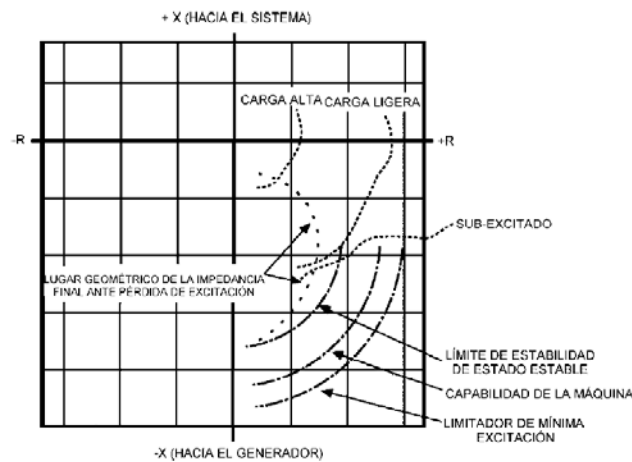 + X (HACIA EL SISTEMA)
CARGA ALTA
CARGA LIGERA
-R
+R
SUB-EXCITADO
LUGAR GEOMÉTRICO DE LA IMPEDANCIA
FINAL ANTE PÉRDIDA DE EXCITACIÓN
LÍMITE DE ESTABILIDAD
DE ESTADO ESTABLE
CAPABILIDAD DE LA MÁQUINA
LIMITADOR DE MÍNIMA
EXCITACIÓN
-X (HACIA EL GENERADOR)